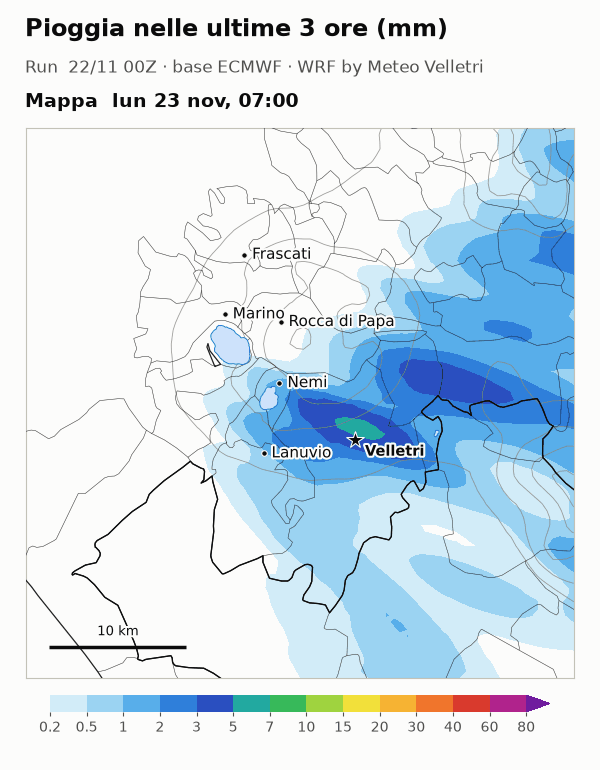 Pioggia nelle ultime 3 ore (mm)
Run  22/11 00Z · base ECMWF · WRF by Meteo Velletri
Mappa  lun 23 nov, 07:00
Frascati
Marino
Rocca di Papa
Nemi
Velletri
Lanuvio
10 km
0.2 0.5 1 2 3 5 7 10 15 20 30 40 60 80